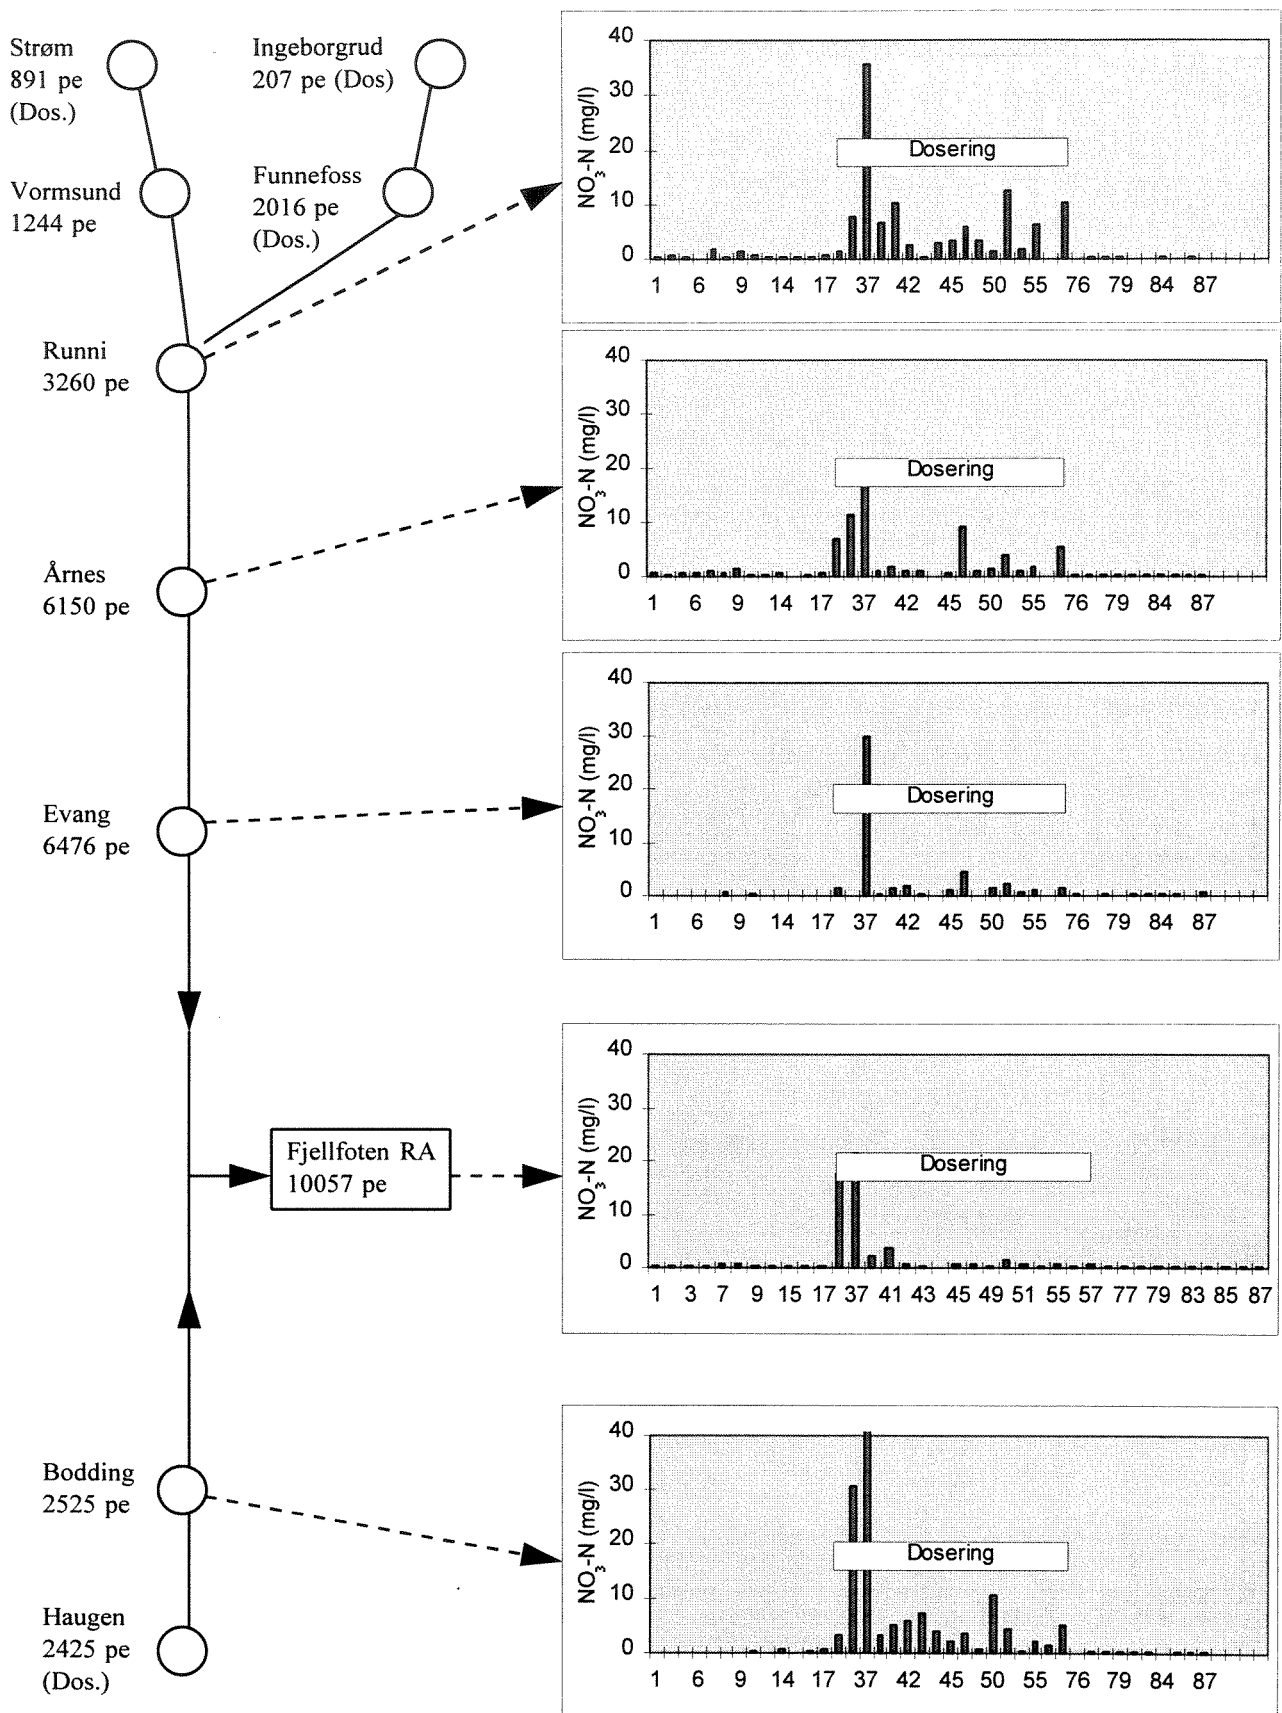 Strøm
891 pe
(Dos.)
Ingeborgrud
207 pe (Dos)
Vormsund
1244 pe
Funnefoss
2016 pe
(Dos.)
Runni
3260 pe
Årnes
6150 pe
Evang
6476 pe
Fjellfoten RA
10057 pe
Bodding
2525 pe
Haugen
2425 pe
(Dos.)
NO₃-N (mg/l)
40
30
20
10
0
Dosering
1 6 9 14 17 37 42 45 50 55 76 79 84 87
NO₃-N (mg/l)
40
30
20
10
0
Dosering
1 6 9 14 17 37 42 45 50 55 76 79 84 87
NO₃-N (mg/l)
40
30
20
10
0
Dosering
1 6 9 14 17 37 42 45 50 55 76 79 84 87
NO₃-N (mg/l)
40
30
20
10
0
Dosering
1 3 7 9 15 17 37 41 43 45 49 51 55 57 77 79 83 85 87
NO₃-N (mg/l)
40
30
20
10
0
Dosering
1 6 9 14 17 37 42 45 50 55 76 79 84 87